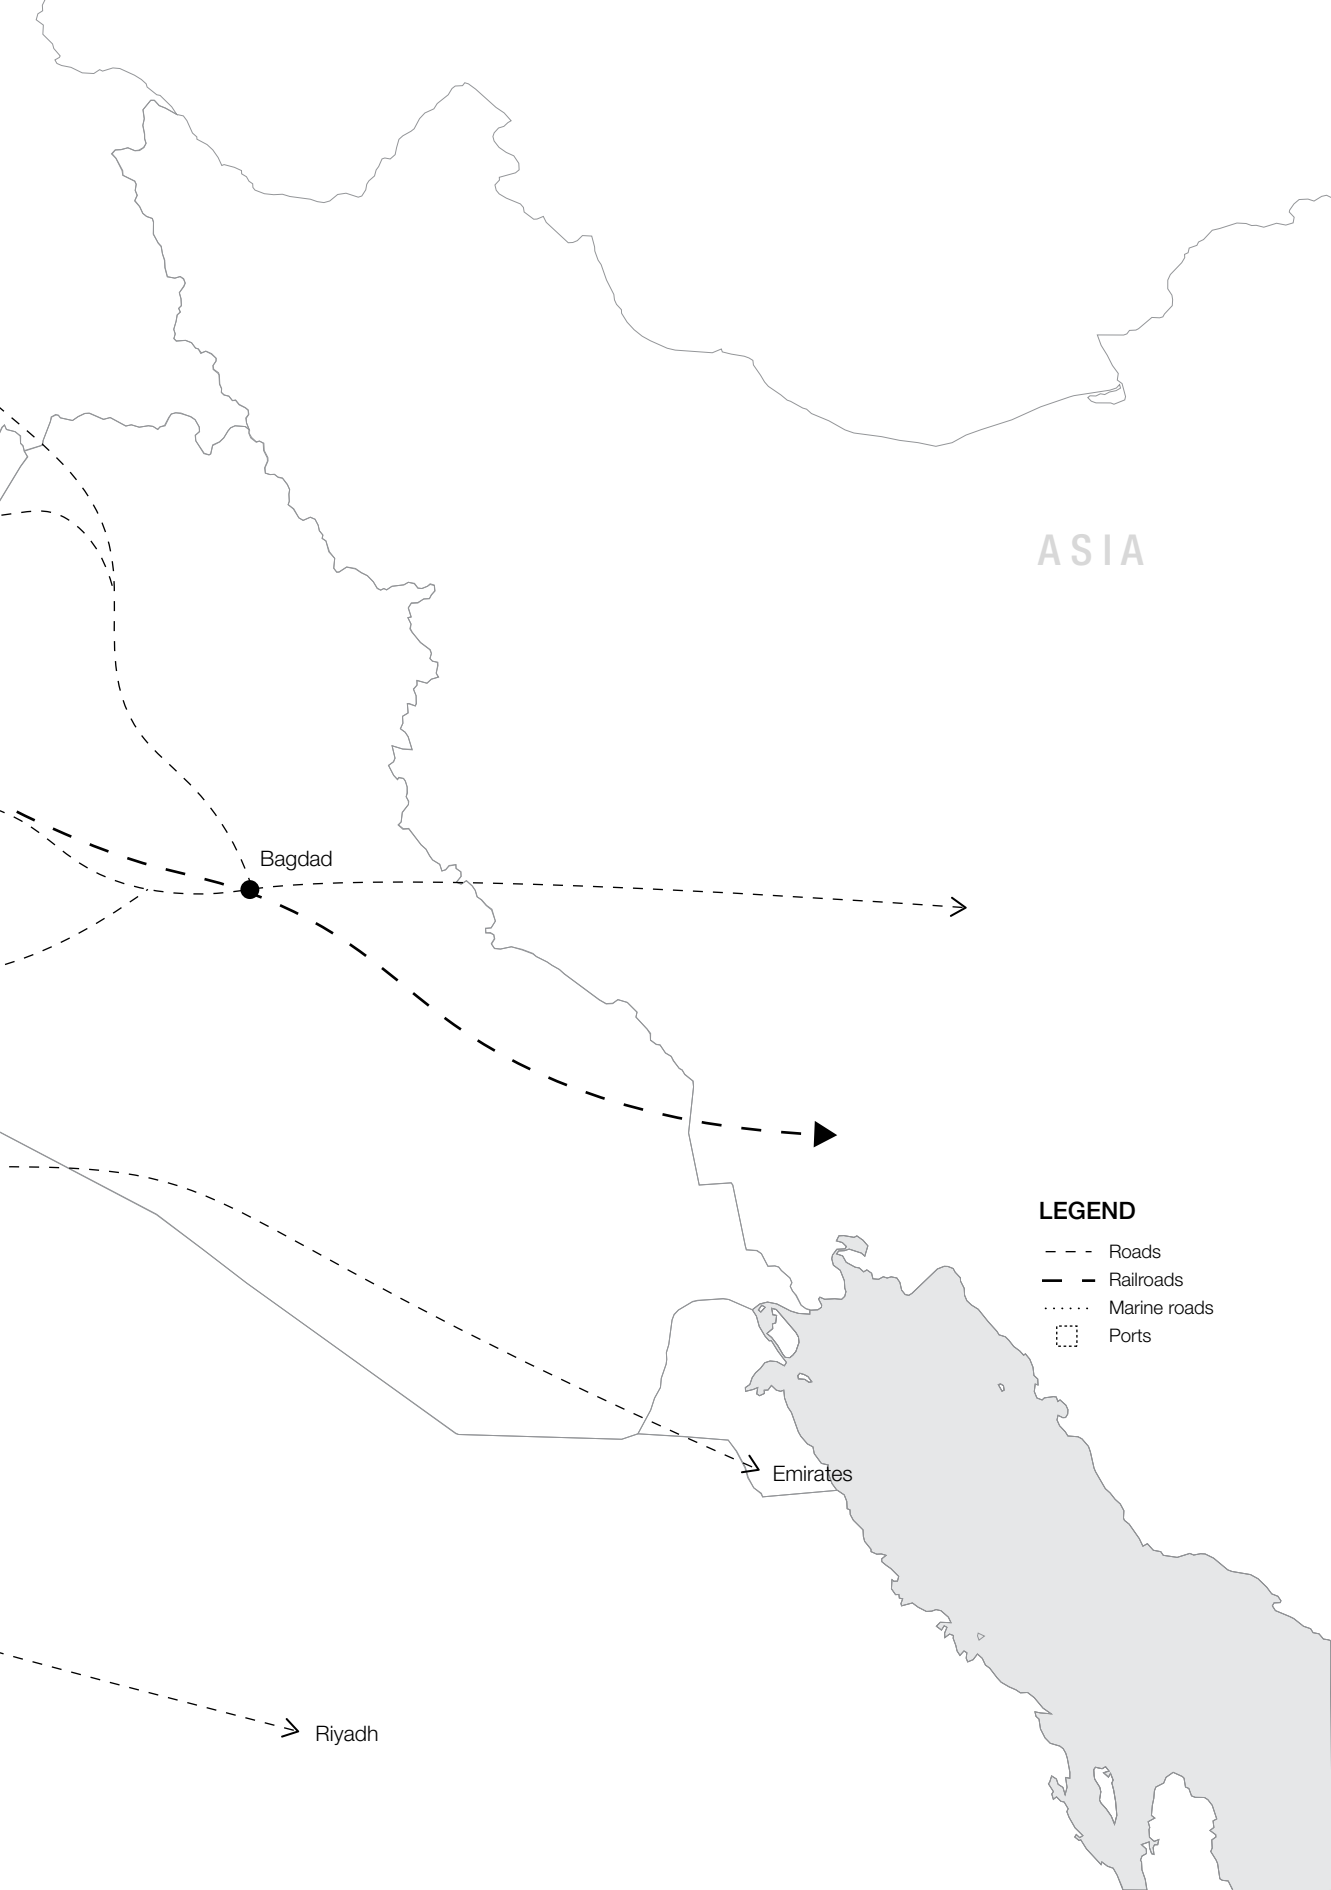 ASIA
Bagdad
LEGEND
Roads
Railroads
Marine roads
Ports
Emirates
Riyadh